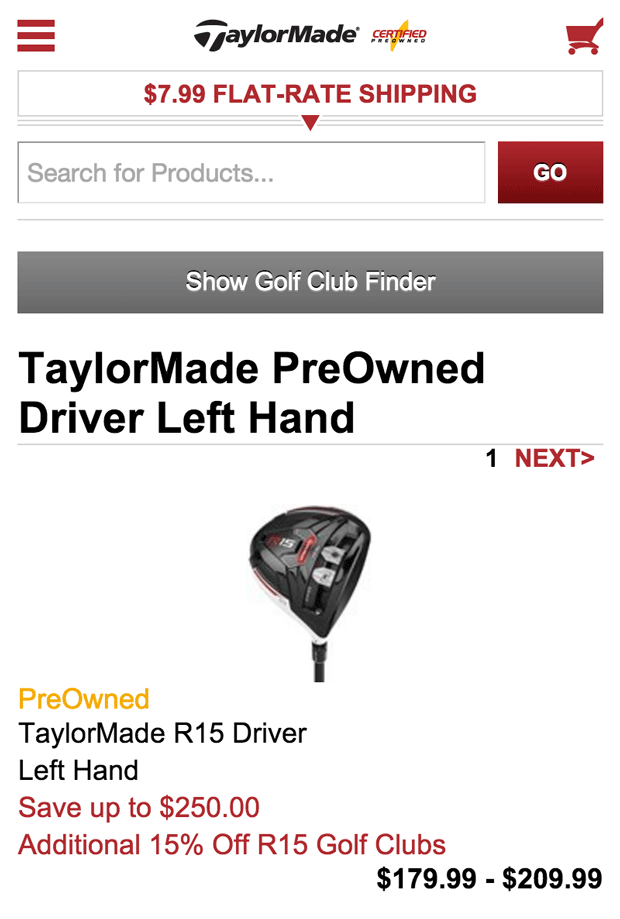 TaylorMade CERTIFIED
PREOWNED
$7.99 FLAT-RATE SHIPPING
Search for Products...
GO
Show Golf Club Finder
TaylorMade PreOwned
Driver Left Hand
1 NEXT>
R15
PreOwned
TaylorMade R15 Driver
Left Hand
Save up to $250.00
Additional 15% Off R15 Golf Clubs
$179.99 - $209.99